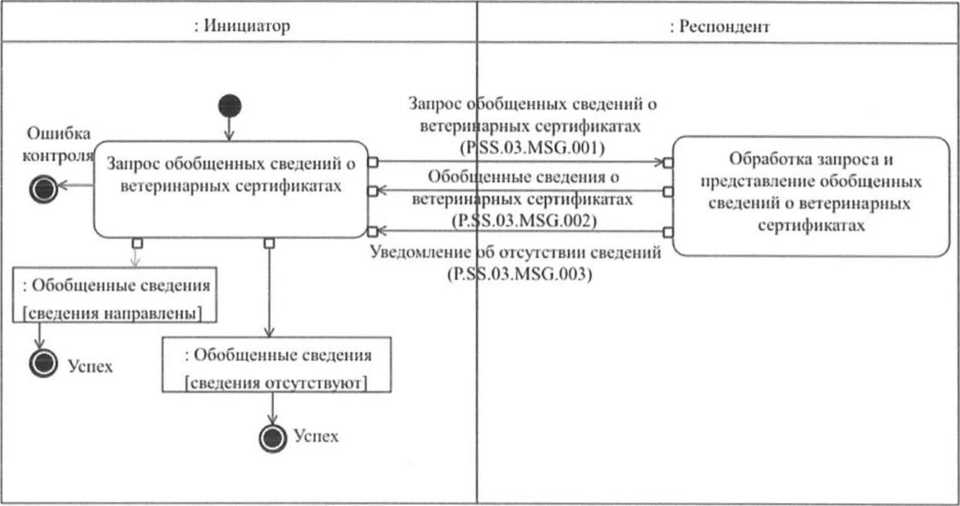 : Инициатор
: Респондент
Запрос обобщенных сведений о
ветеринарных сертификатах
(P.SS.03.MSG.001)
Ошибка
контроля
Запрос обобщенных сведений о
ветеринарных сертификатах
Обобщенные сведения о
ветеринарных сертификатах
(P.SS.03.MSG.002)
Обработка запроса и
представление обобщенных
сведений о ветеринарных
сертификатах
Уведомление об отсутствии сведений
(P.SS.03.MSG.003)
: Обобщенные сведения
[сведения направлены]
Успех
: Обобщенные сведения
[сведения отсутствуют]
Успех